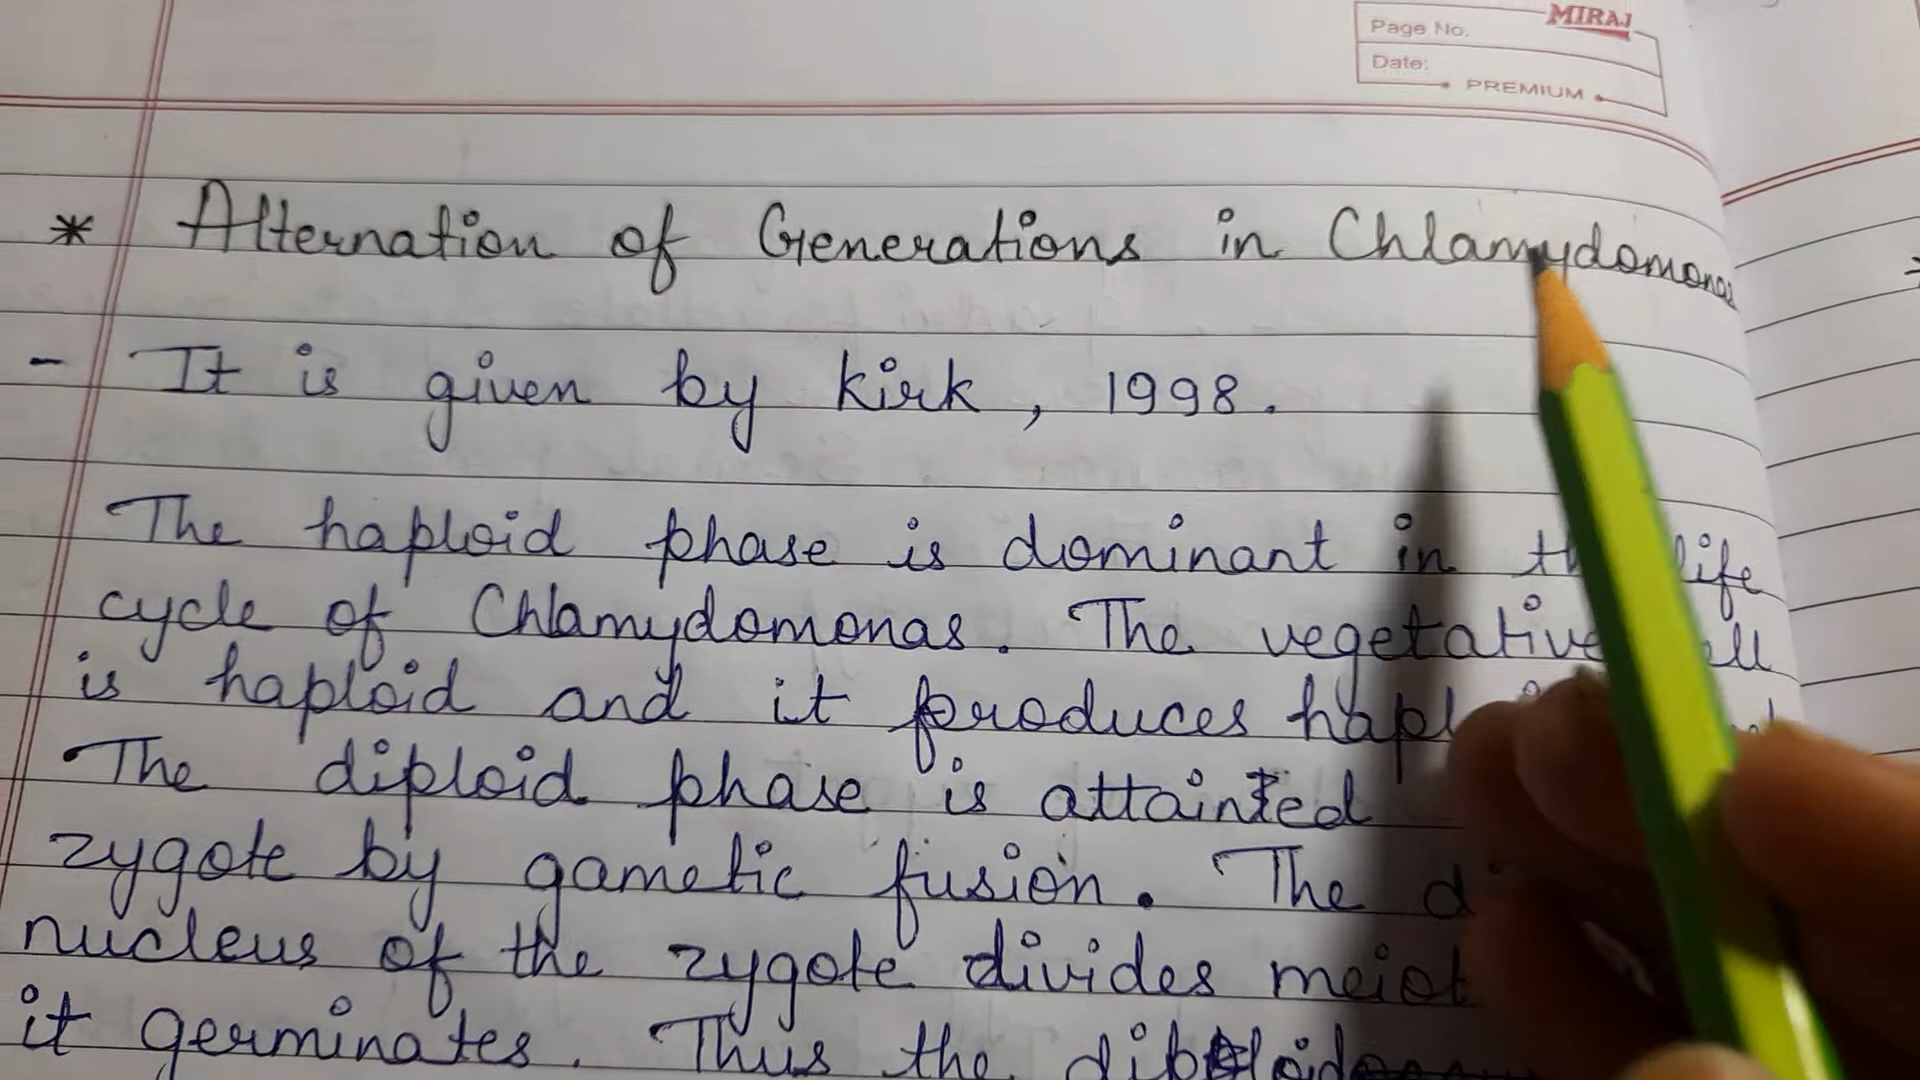 MIRAJ
Page No.
Date:
PREMIUM
* Alternation of Generations in Chlamydomonas
- It is given by Kirk, 1998.
The haploid phase is dominant in life
cycle of Chlamydomonas. The vegetative
is haploid and it produces
The diploid phase is attainted
zygote by gametic fusion. The
nucleus of the zygote divides
it germinates. Thus the